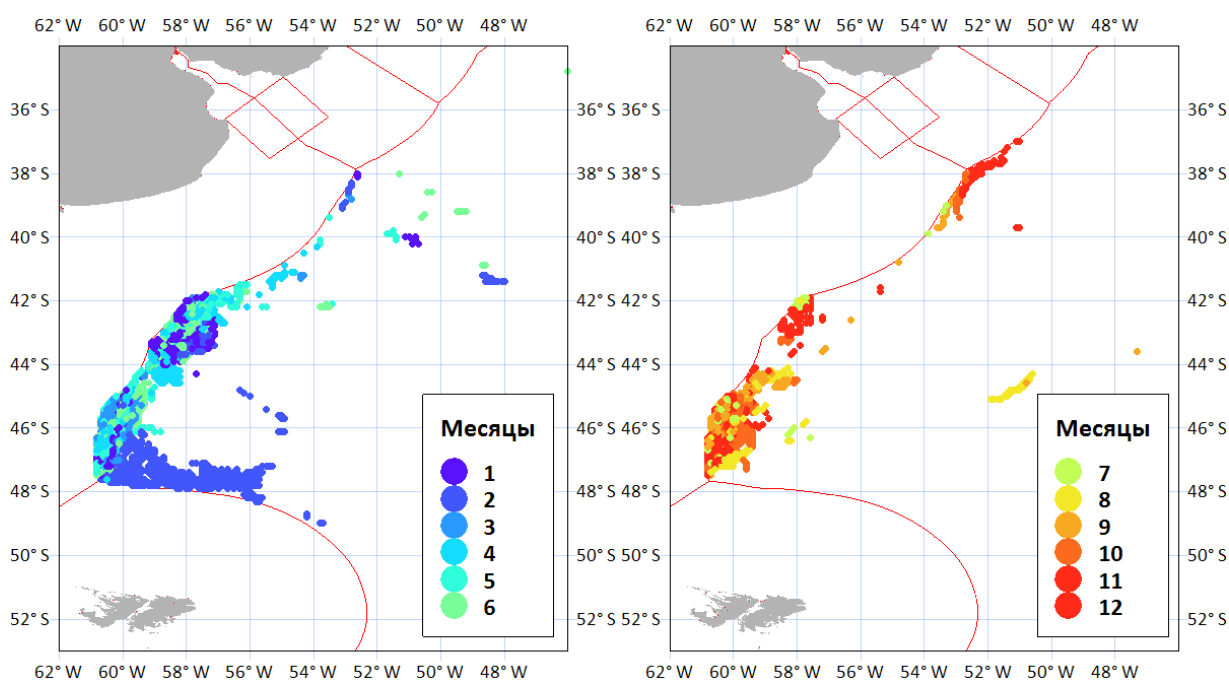 62° W 60° W 58° W 56° W 54° W 52° W 50° W 48° W 62° W 60° W 58° W 56° W 54° W 52° W 50° W 48° W
36° S 36° S 36° S
38° S 38° S 38° S
40° S 40° S 40° S
42° S 42° S 42° S
44° S 44° S 44° S
46° S 46° S 46° S
48° S 48° S 48° S
50° S 50° S 50° S
52° S 52° S 52° S
Месяцы
1
2
3
4
5
6
Месяцы
7
8
9
10
11
12
62° W 60° W 58° W 56° W 54° W 52° W 50° W 48° W 62° W 60° W 58° W 56° W 54° W 52° W 50° W 48° W